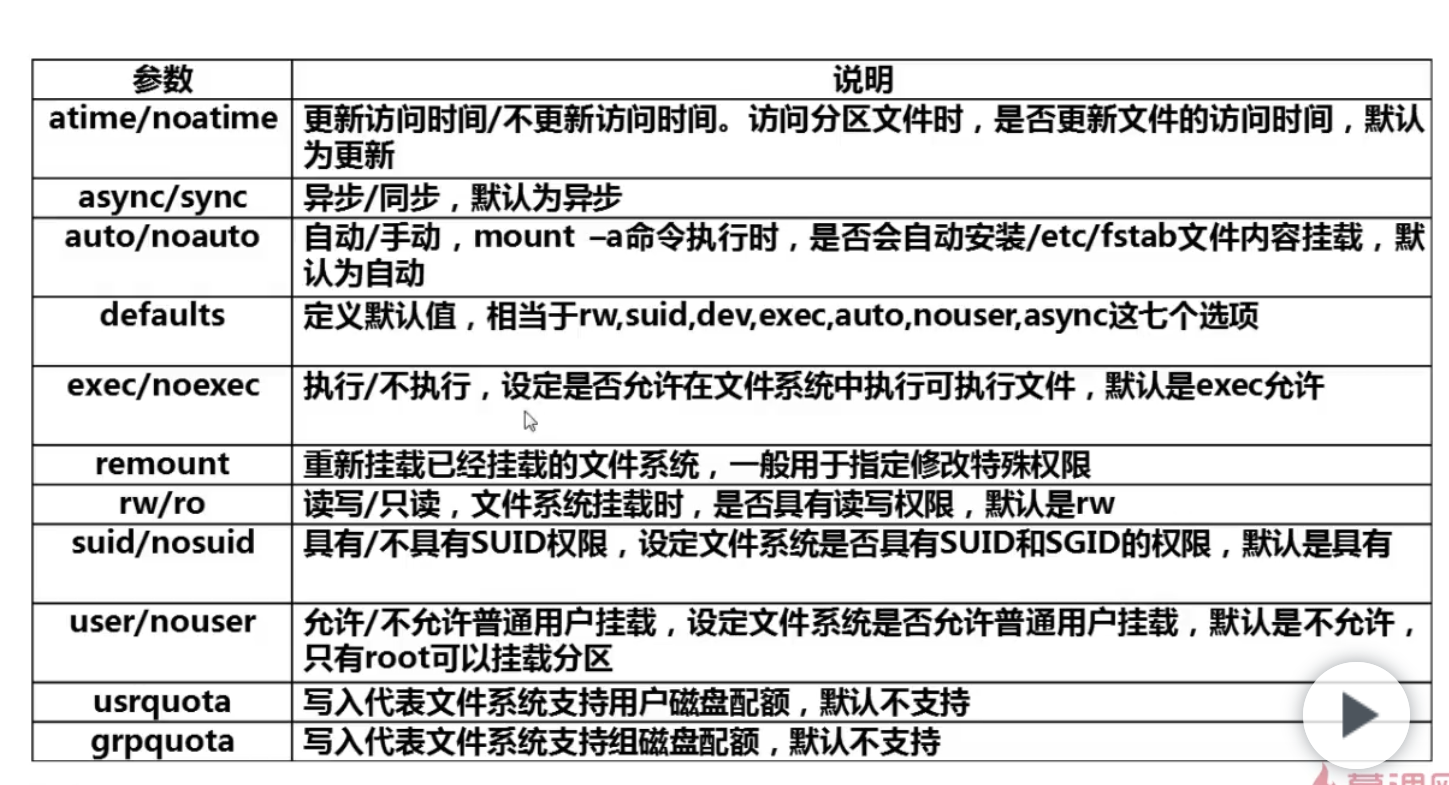 参数 说明
atime/noatime 更新访问时间/不更新访问时间。访问分区文件时，是否更新文件的访问时间，默认
为更新
async/sync 异步/同步，默认为异步
auto/noauto 自动/手动，mount –a命令执行时，是否会自动安装/etc/fstab文件内容挂载，默
认为自动
defaults 定义默认值，相当于rw,suid,dev,exec,auto,nouser,async这七个选项
exec/noexec 执行/不执行，设定是否允许在文件系统中执行可执行文件，默认是exec允许
remount 重新挂载已经挂载的文件系统，一般用于指定修改特殊权限
rw/ro 读写/只读，文件系统挂载时，是否具有读写权限，默认是rw
suid/nosuid 具有/不具有SUID权限，设定文件系统是否具有SUID和SGID的权限，默认是具有
user/nouser 允许/不允许普通用户挂载，设定文件系统是否允许普通用户挂载，默认是不允许，
只有root可以挂载分区
usrquota 写入代表文件系统支持用户磁盘配额，默认不支持
grpquota 写入代表文件系统支持组磁盘配额，默认不支持